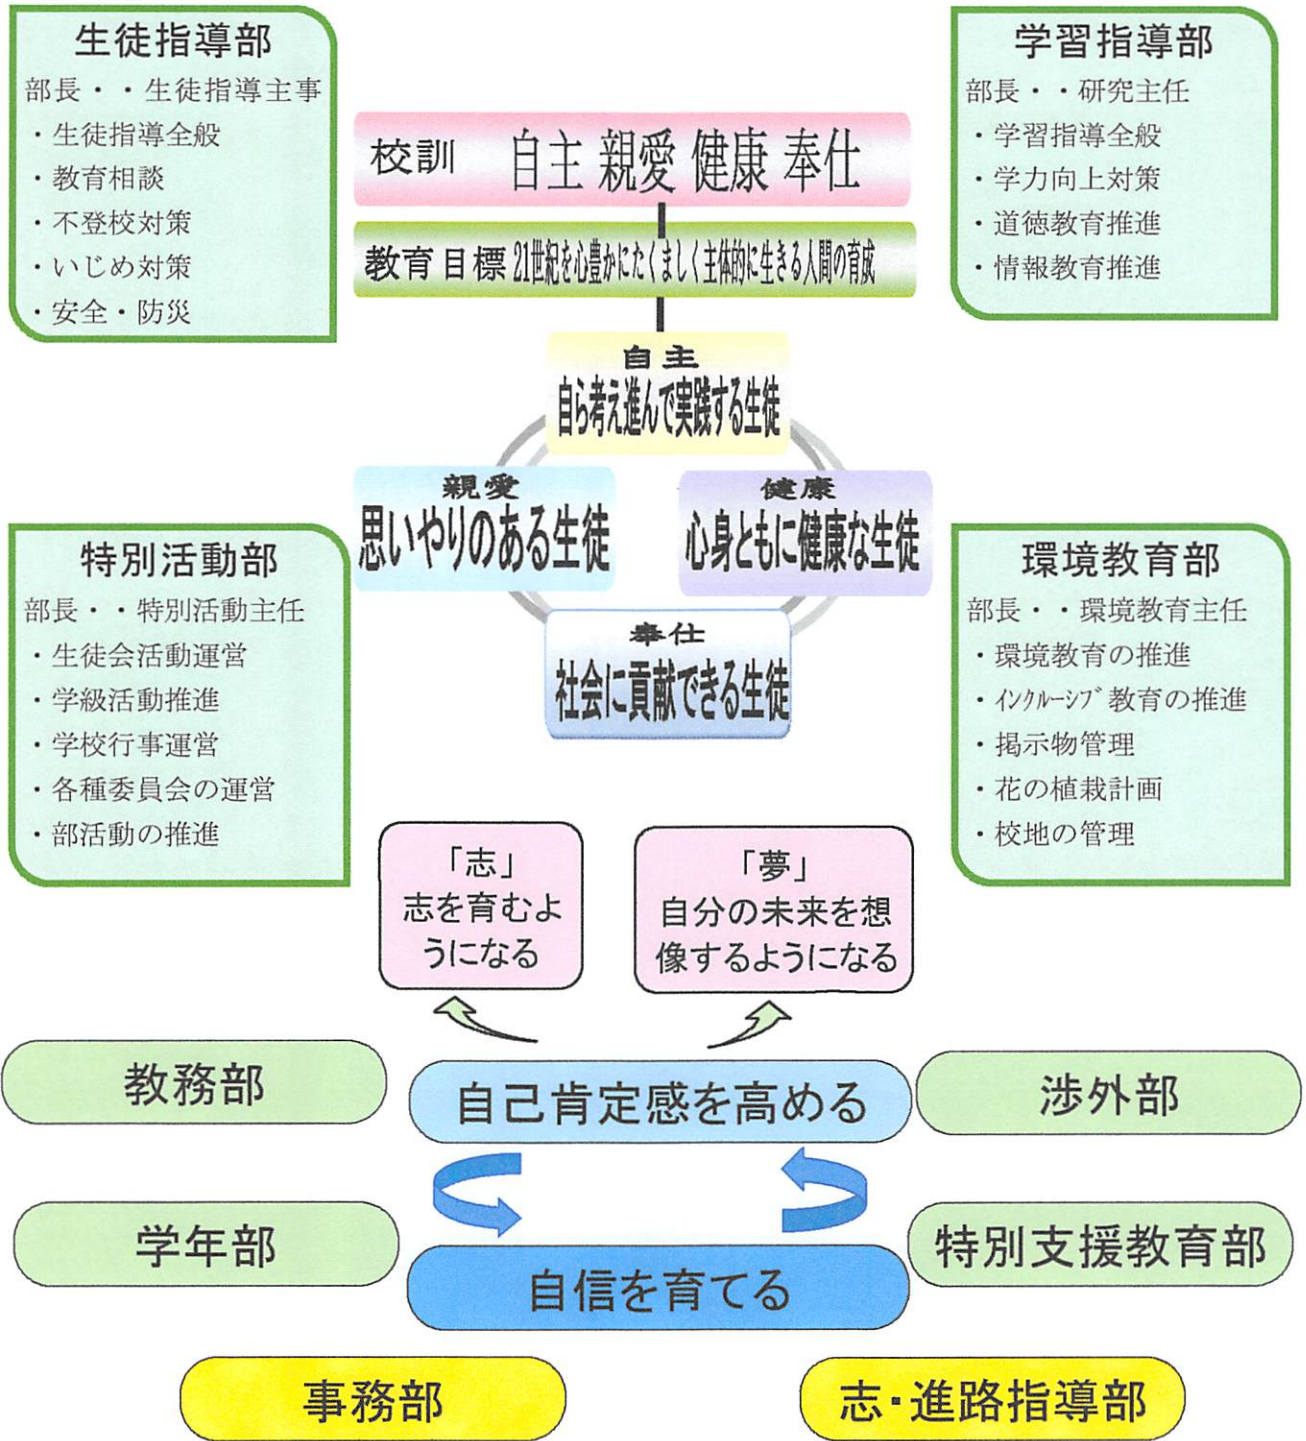 生徒指導部
部長・・生徒指導主事
・生徒指導全般
・教育相談
・不登校対策
・いじめ対策
・安全・防災
学習指導部
部長・・研究主任
・学習指導全般
・学力向上対策
・道徳教育推進
・情報教育推進
校訓 自主 親愛 健康 奉仕
教育目標 21世紀を心豊かにたくましく主体的に生きる人間の育成
自主
自ら考え進んで実践する生徒
親愛
思いやりのある生徒
健康
心身ともに健康な生徒
奉仕
社会に貢献できる生徒
特別活動部
部長・・特別活動主任
・生徒会活動運営
・学級活動推進
・学校行事運営
・各種委員会の運営
・部活動の推進
環境教育部
部長・・環境教育主任
・環境教育の推進
・ｲﾝｸﾙｰｼﾌﾞ教育の推進
・掲示物管理
・花の植栽計画
・校地の管理
「志」
志を育むよ
うになる
「夢」
自分の未来を想
像するようになる
教務部
自己肯定感を高める
渉外部
学年部
自信を育てる
特別支援教育部
事務部
志・進路指導部